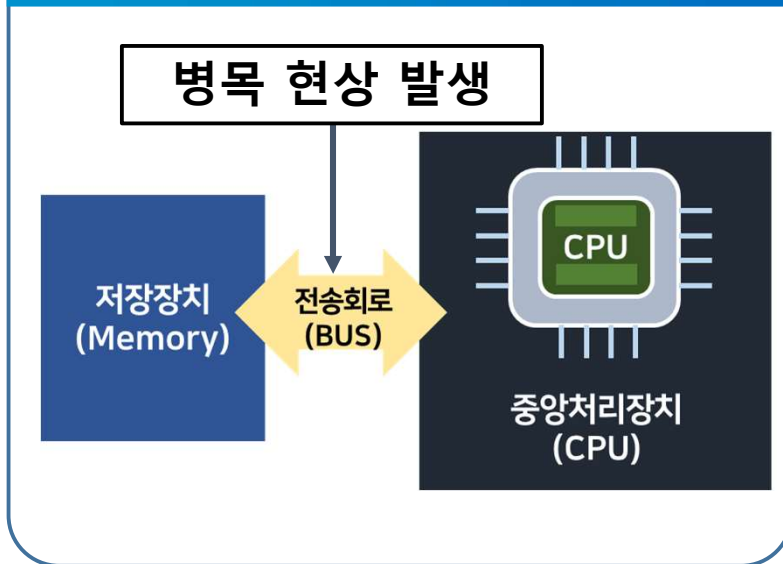 병목 현상 발생
저장장치
(Memory)
전송회로
(BUS)
CPU
중앙처리장치
(CPU)